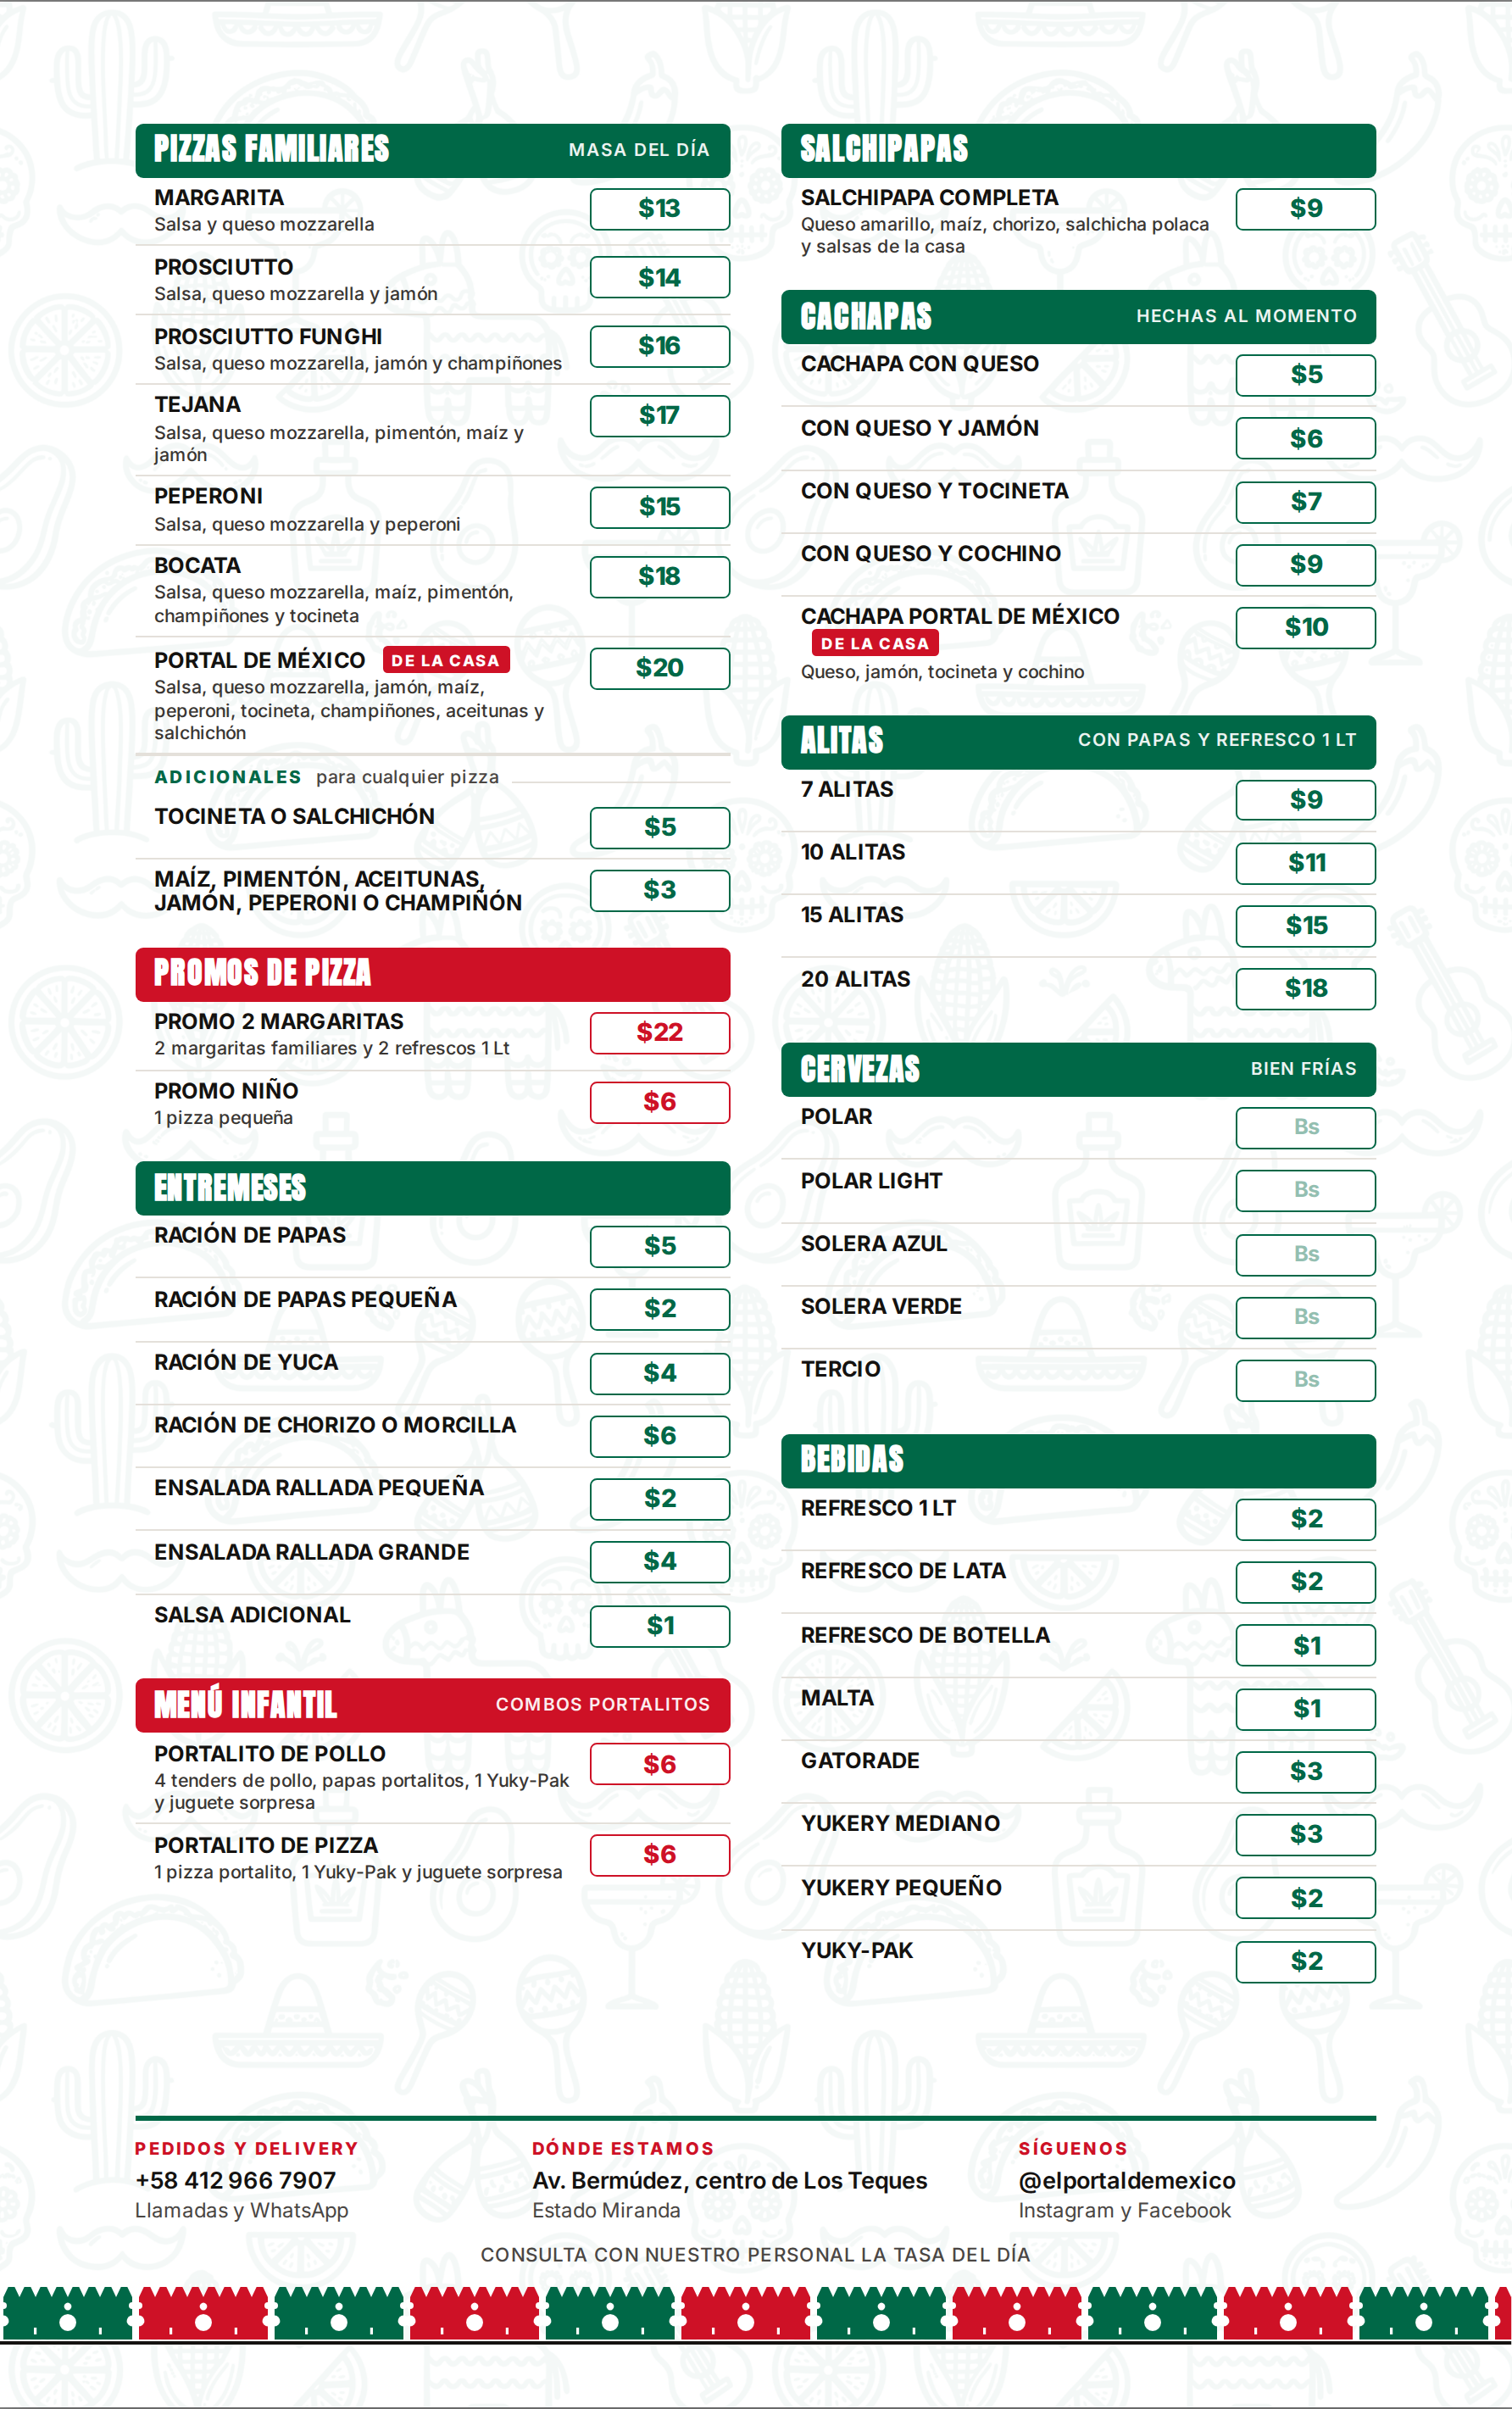 PIZZAS FAMILIARES MASA DEL DÍA
MARGARITA $13
Salsa y queso mozzarella
PROSCIUTTO $14
Salsa, queso mozzarella y jamón
PROSCIUTTO FUNGHI $16
Salsa, queso mozzarella, jamón y champiñones
TEJANA $17
Salsa, queso mozzarella, pimentón, maíz y
jamón
PEPERONI $15
Salsa, queso mozzarella y peperoni
BOCATA $18
Salsa, queso mozzarella, maíz, pimentón,
champiñones y tocineta
PORTAL DE MÉXICO DE LA CASA $20
Salsa, queso mozzarella, jamón, maíz,
peperoni, tocineta, champiñones, aceitunas y
salchichón
ADICIONALES para cualquier pizza
TOCINETA O SALCHICHÓN $5
MAÍZ, PIMENTÓN, ACEITUNAS, $3
JAMÓN, PEPERONI O CHAMPIÑÓN
PROMOS DE PIZZA
PROMO 2 MARGARITAS $22
2 margaritas familiares y 2 refrescos 1 Lt
PROMO NIÑO $6
1 pizza pequeña
ENTREMESES
RACIÓN DE PAPAS $5
RACIÓN DE PAPAS PEQUEÑA $2
RACIÓN DE YUCA $4
RACIÓN DE CHORIZO O MORCILLA $6
ENSALADA RALLADA PEQUEÑA $2
ENSALADA RALLADA GRANDE $4
SALSA ADICIONAL $1
MENÚ INFANTIL COMBOS PORTALITOS
PORTALITO DE POLLO $6
4 tenders de pollo, papas portalitos, 1 Yuky-Pak
y juguete sorpresa
PORTALITO DE PIZZA $6
1 pizza portalito, 1 Yuky-Pak y juguete sorpresa
SALCHIPAPAS
SALCHIPAPA COMPLETA $9
Queso amarillo, maíz, chorizo, salchicha polaca
y salsas de la casa
CACHAPAS HECHAS AL MOMENTO
CACHAPA CON QUESO $5
CON QUESO Y JAMÓN $6
CON QUESO Y TOCINETA $7
CON QUESO Y COCHINO $9
CACHAPA PORTAL DE MÉXICO $10
DE LA CASA
Queso, jamón, tocineta y cochino
ALITAS CON PAPAS Y REFRESCO 1 LT
7 ALITAS $9
10 ALITAS $11
15 ALITAS $15
20 ALITAS $18
CERVEZAS BIEN FRÍAS
POLAR Bs
POLAR LIGHT Bs
SOLERA AZUL Bs
SOLERA VERDE Bs
TERCIO Bs
BEBIDAS
REFRESCO 1 LT $2
REFRESCO DE LATA $2
REFRESCO DE BOTELLA $1
MALTA $1
GATORADE $3
YUKERY MEDIANO $3
YUKERY PEQUEÑO $2
YUKY-PAK $2
PEDIDOS Y DELIVERY
+58 412 966 7907
Llamadas y WhatsApp
DÓNDE ESTAMOS
Av. Bermúdez, centro de Los Teques
Estado Miranda
SÍGUENOS
@elportaldemexico
Instagram y Facebook
CONSULTA CON NUESTRO PERSONAL LA TASA DEL DÍA